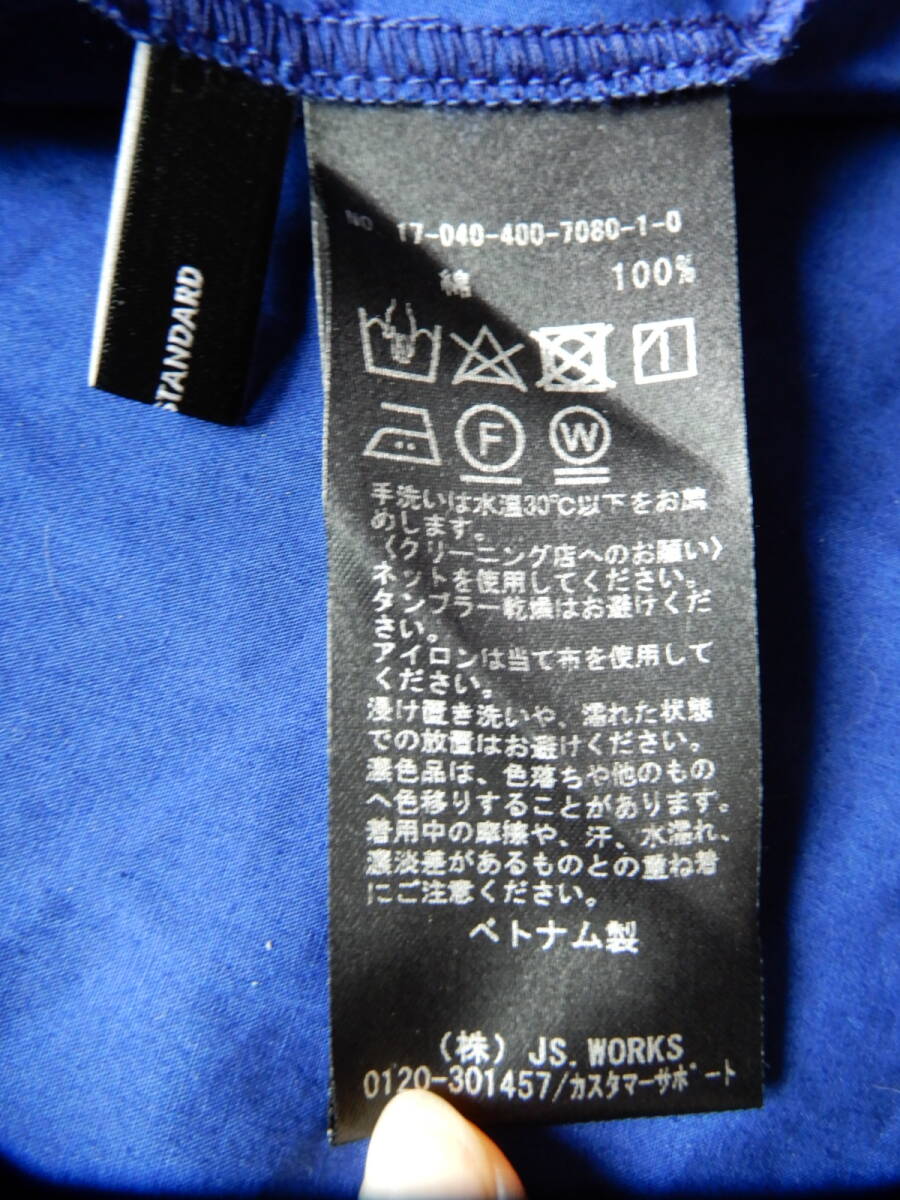 STANDARD
NO. 17-040-400-7080-1-0
綿 100%
F W
手洗いは水温30℃以下をお薦
めします。
〈クリーニング店へのお願い〉
ネットを使用してください。
タンブラー乾燥はお避けくだ
さい。
アイロンは当て布を使用して
ください。
浸け置き洗いや、濡れた状態
での放置はお避けください。
濃色品は、色落ちや他のもの
へ色移りすることがあります。
着用中の摩擦や、汗、水濡れ、
濃淡差があるものとの重ね着
にご注意ください。
ベトナム製
(株) JS.WORKS
0120-301457/カスタマーサポート